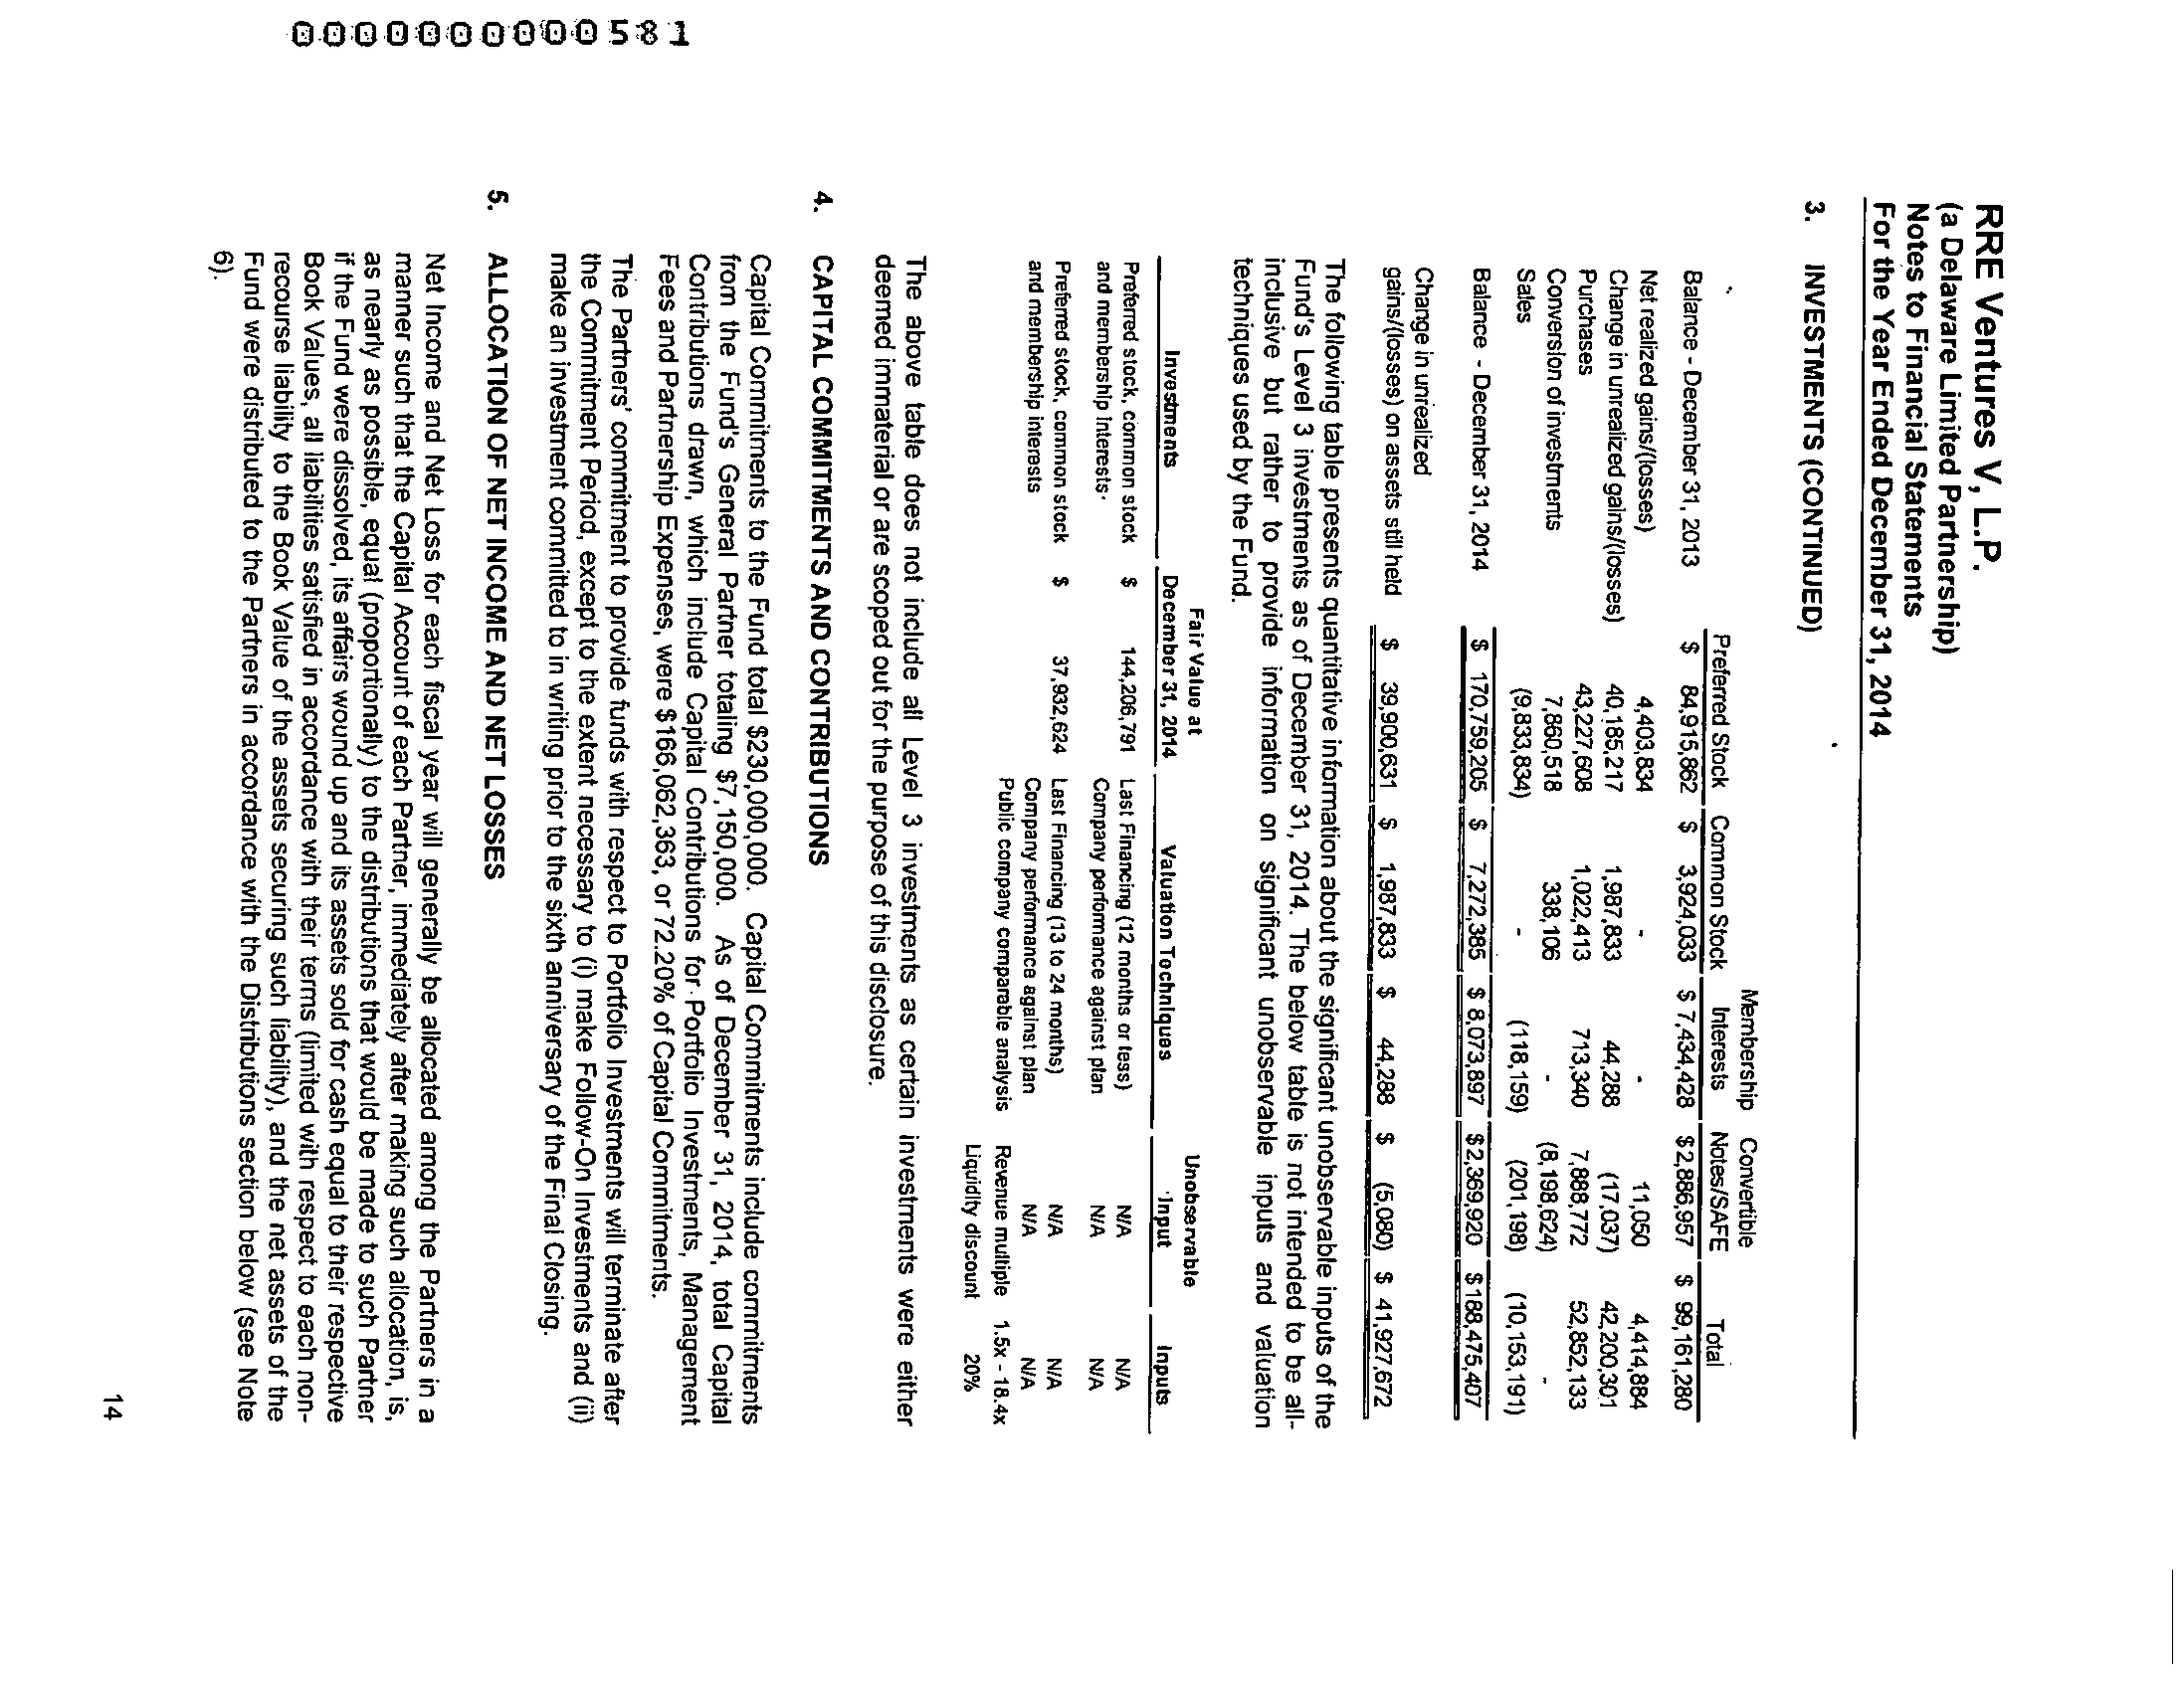 RRE Ventures V, L.P.
(a Delaware Limited Partnership)
Notes to Financial Statements
For the Year Ended December 31, 2014
3. INVESTMENTS (CONTINUED)
Preferred Stock Common Stock Membership Interests Convertible Notes/SAFE Total
Balance - December 31, 2013 $ 84,915,862 $ 3,924,033 $ 7,434,428 $2,886,957 $ 99,161,280
Net realized gains/(losses) 4,403,834 - - 11,050 4,414,884
Change in unrealized gains/(losses) 40,185,217 1,987,833 44,288 (17,037) 42,200,301
Purchases 43,227,608 1,022,413 713,340 7,888,772 52,852,133
Conversion of investments 7,860,518 338,106 - (8,198,624) -
Sales (9,833,834) - (118,159) (201,198) (10,153,191)
Balance - December 31, 2014 $ 170,759,205 $ 7,272,385 $ 8,073,897 $2,369,920 $188,475,407
Change in unrealized
gains/(losses) on assets still held $ 39,900,631 $ 1,987,833 $ 44,288 $ (5,080) $ 41,927,672
The following table presents quantitative information about the significant unobservable inputs of the
Fund's Level 3 investments as of December 31, 2014. The below table is not intended to be all-
inclusive but rather to provide information on significant unobservable inputs and valuation
techniques used by the Fund.
Fair Value at Unobservable
Investments December 31, 2014 Valuation Techniques Input Inputs
Preferred stock, common stock $ 144,206,791 Last Financing (12 months or less) N/A N/A
and membership interests Company performance against plan N/A N/A
Preferred stock, common stock $ 37,932,624 Last Financing (13 to 24 months) N/A N/A
and membership interests Company performance against plan N/A N/A
Public company comparable analysis Revenue multiple 1.5x - 18.4x
Liquidity discount 20%
The above table does not include all Level 3 investments as certain investments were either
deemed immaterial or are scoped out for the purpose of this disclosure.
4. CAPITAL COMMITMENTS AND CONTRIBUTIONS
Capital Commitments to the Fund total $230,000,000. Capital Commitments include commitments
from the Fund's General Partner totaling $7,150,000. As of December 31, 2014, total Capital
Contributions drawn, which include Capital Contributions for Portfolio Investments, Management
Fees and Partnership Expenses, were $166,062,363, or 72.20% of Capital Commitments.
The Partners' commitment to provide funds with respect to Portfolio Investments will terminate after
the Commitment Period, except to the extent necessary to (i) make Follow-On Investments and (ii)
make an investment committed to in writing prior to the sixth anniversary of the Final Closing.
5. ALLOCATION OF NET INCOME AND NET LOSSES
Net Income and Net Loss for each fiscal year will generally be allocated among the Partners in a
manner such that the Capital Account of each Partner, immediately after making such allocation, is,
as nearly as possible, equal (proportionally) to the distributions that would be made to such Partner
if the Fund were dissolved, its affairs wound up and its assets sold for cash equal to their respective
Book Values, all liabilities satisfied in accordance with their terms (limited with respect to each non-
recourse liability to the Book Value of the assets securing such liability), and the net assets of the
Fund were distributed to the Partners in accordance with the Distributions section below (see Note
6).
14
0000000000581